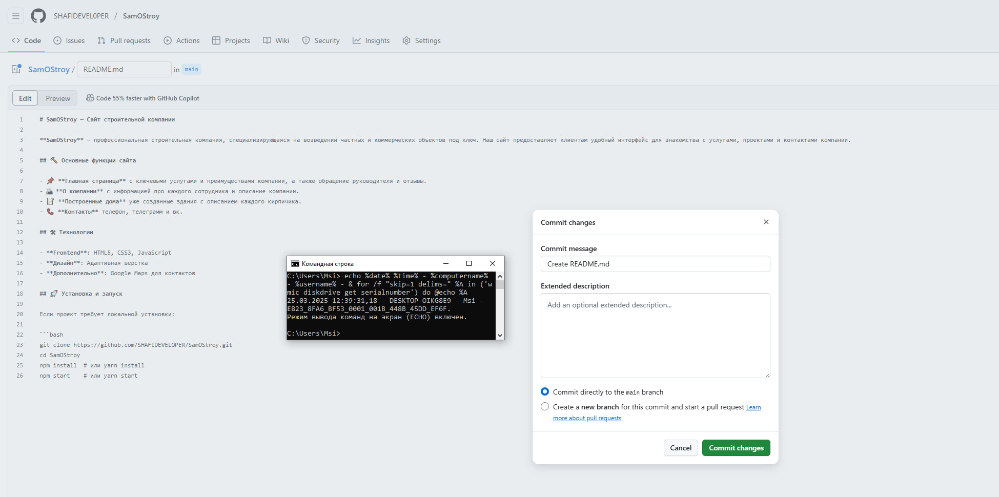 SHAFIDEVEL0PER / SamOStroy
Code Issues Pull requests Actions Projects Wiki Security Insights Settings
SamOStroy / README.md in main
Edit Preview Code 55% faster with GitHub Copilot
1 # SamOStroy — Сайт строительной компании
2
3 **SamOStroy** — профессиональная строительная компания, специализирующаяся на возведении частных и коммерческих объектов под ключ. Наш сайт предоставляет клиентам удобный интерфейс для знакомства с услугами, проектами и контактами компании.
4
5 ## 🔨 Основные функции сайта
6
7 - 📌 **Главная страница** с ключевыми услугами и преимуществами компании, а также обращение руководителя и отзывы.
8 - 🏭 **О компании** с информацией про каждого сотрудника и описание компании.
9 - 📝 **Построенные дома** уже созданные здания с описанием каждого кирпичика.
10 - 📞 **Контакты** телефон, телеграмм и вк.
11
12 ## 🛠 Технологии
13
14 - **Frontend**: HTML5, CSS3, JavaScript
15 - **Дизайн**: Адаптивная верстка
16 - **Дополнительно**: Google Maps для контактов
17
18 ## 🚀 Установка и запуск
19
20 Если проект требует локальной установки:
21
22 ```bash
23 git clone https://github.com/SHAFIDEVELOPER/SamOStroy.git
24 cd SamOStroy
25 npm install # или yarn install
26 npm start # или yarn start
Командная строка
C:\Users\Msi> echo %date% %time% - %computername%
- %username% - & for /f "skip=1 delims=" %A in ('w
mic diskdrive get serialnumber') do @echo %A
25.03.2025 12:39:31,18 - DESKTOP-OIKG8E9 - Msi -
E823_8FA6_BF53_0001_001B_448B_45DD_EF6F.
Режим вывода команд на экран (ECHO) включен.
C:\Users\Msi>
Commit changes
Commit message
Create README.md
Extended description
Add an optional extended description...
Commit directly to the main branch
Create a new branch for this commit and start a pull request Learn
more about pull requests
Cancel Commit changes